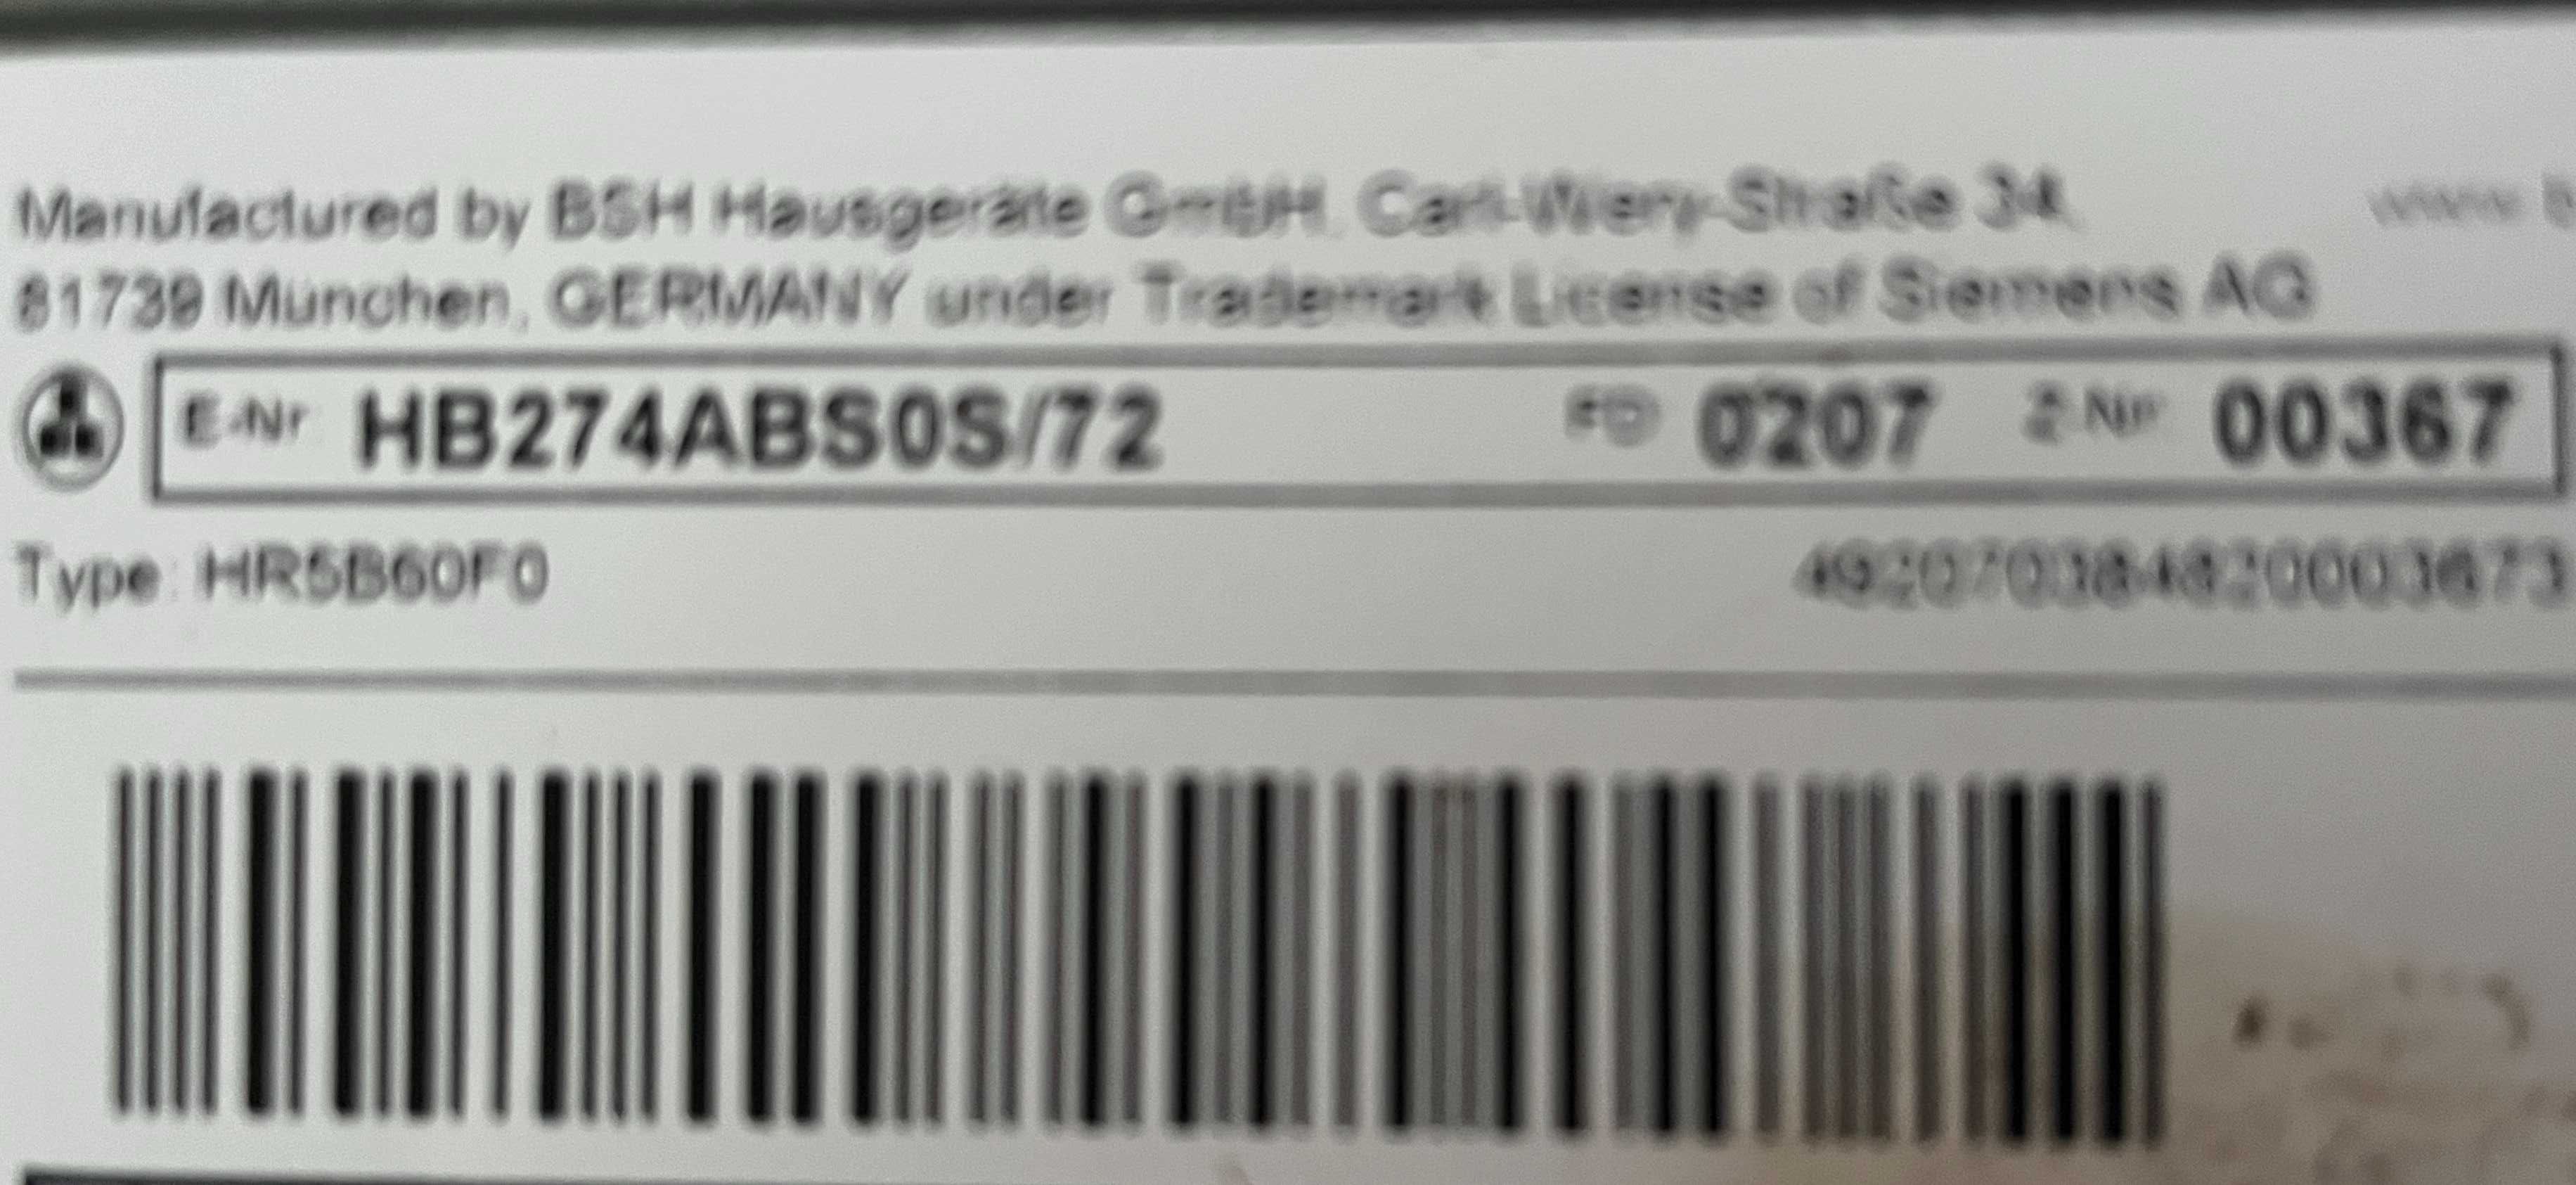 Manufactured by BSH Hausgeräte GmbH, Carl-Wery-Straße 34,
81739 München, GERMANY under Trademark License of Siemens AG
E-Nr HB274ABS0S/72 FD 0207 Z-Nr 00367
Type: HR5B60F0